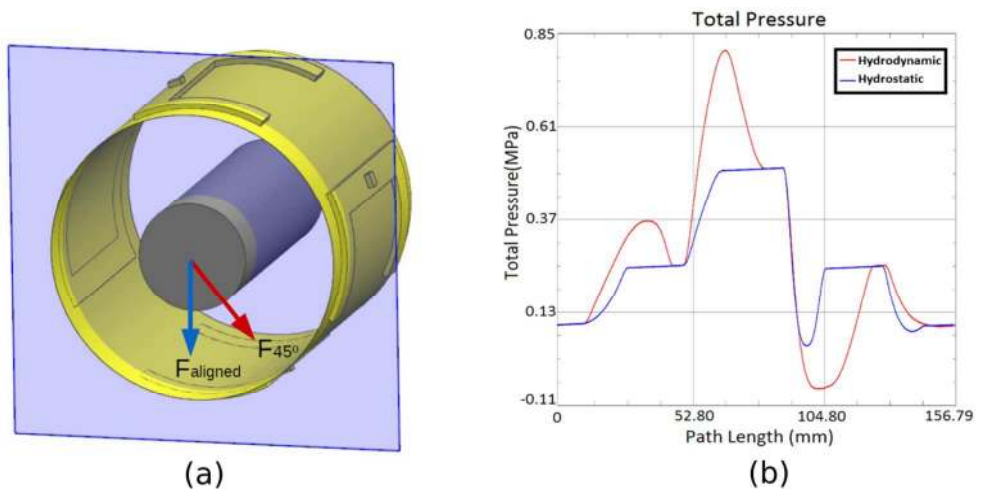 Faligned
F45º
(a)
Total Pressure
Total Pressure(MPa)
0.85
0.61
0.37
0.13
-0.11
Hydrodynamic
Hydrostatic
0
52.80
104.80
156.79
Path Length (mm)
(b)